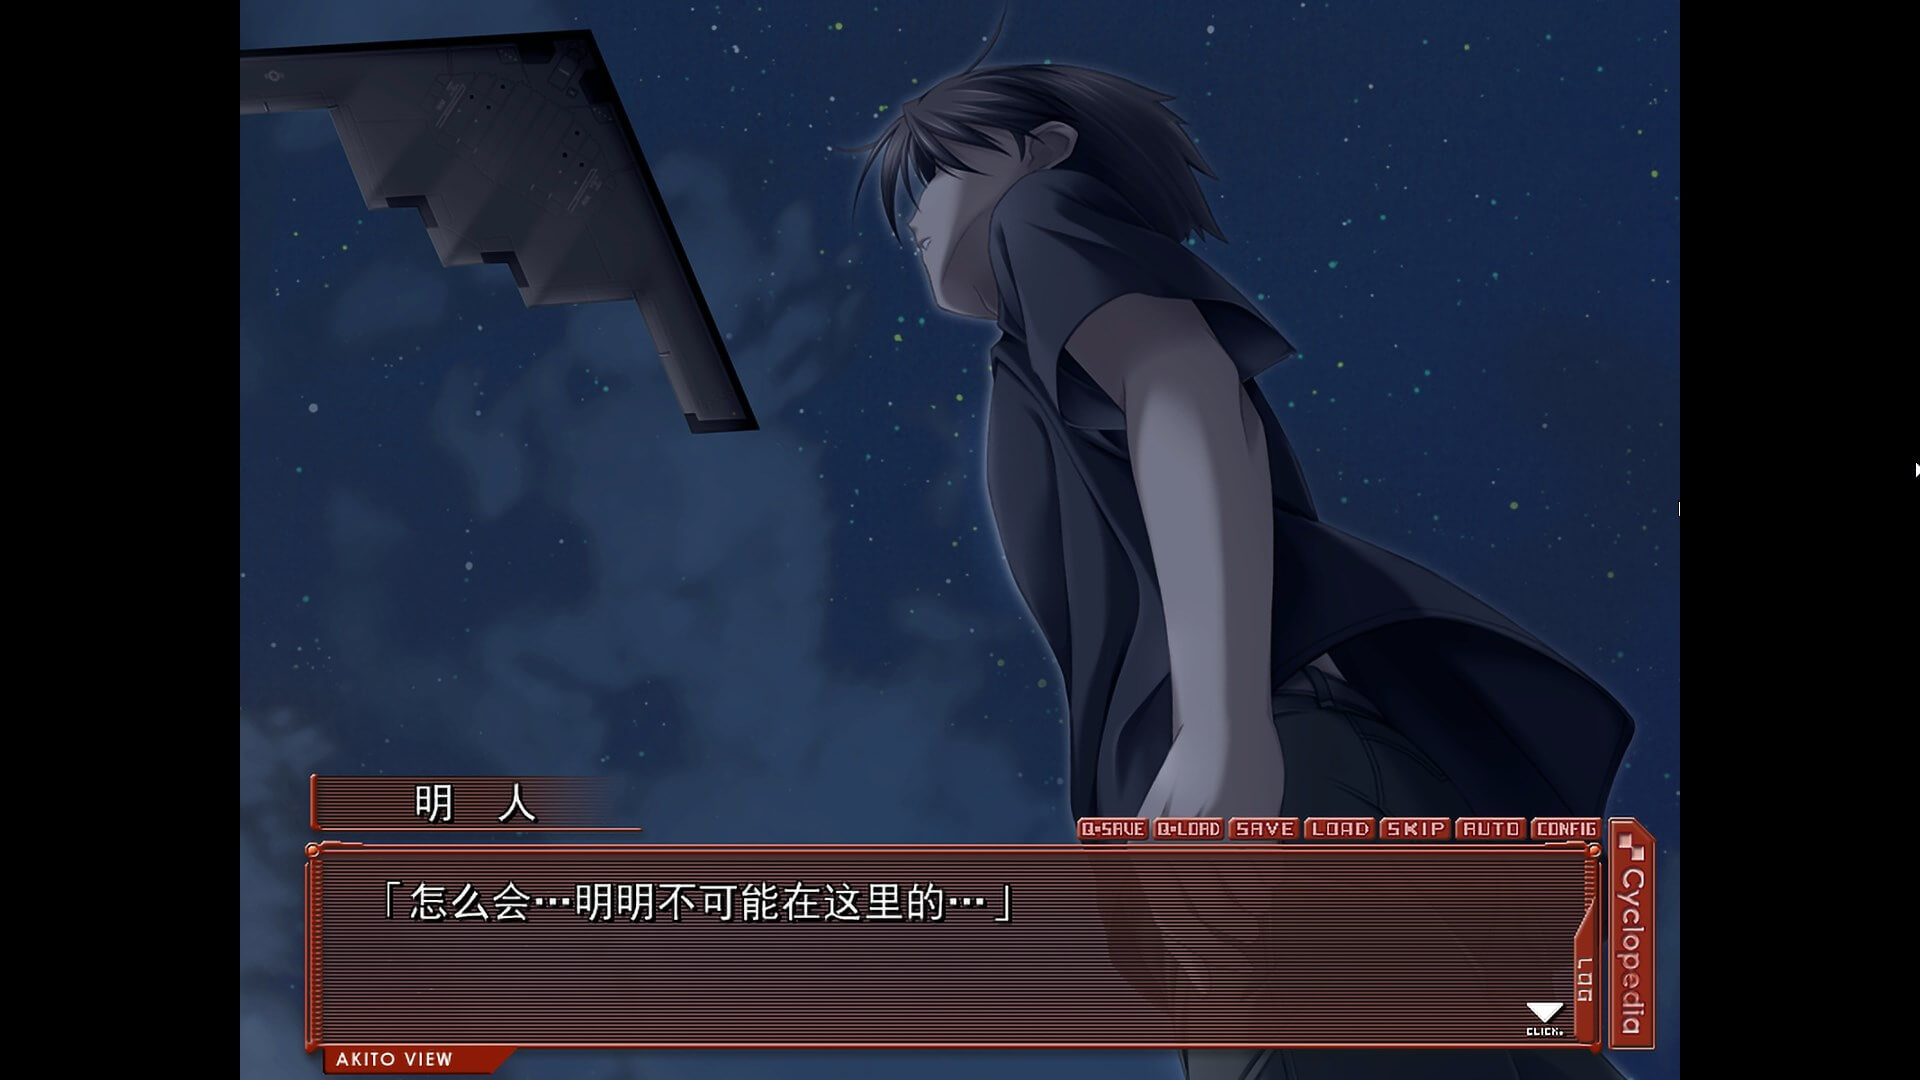 明　人
Q-SAVE Q-LOAD SAVE LOAD SKIP AUTO CONFIG
「怎么会…明明不可能在这里的…」
LOG
Cyclopedia
CLICK.
AKITO VIEW